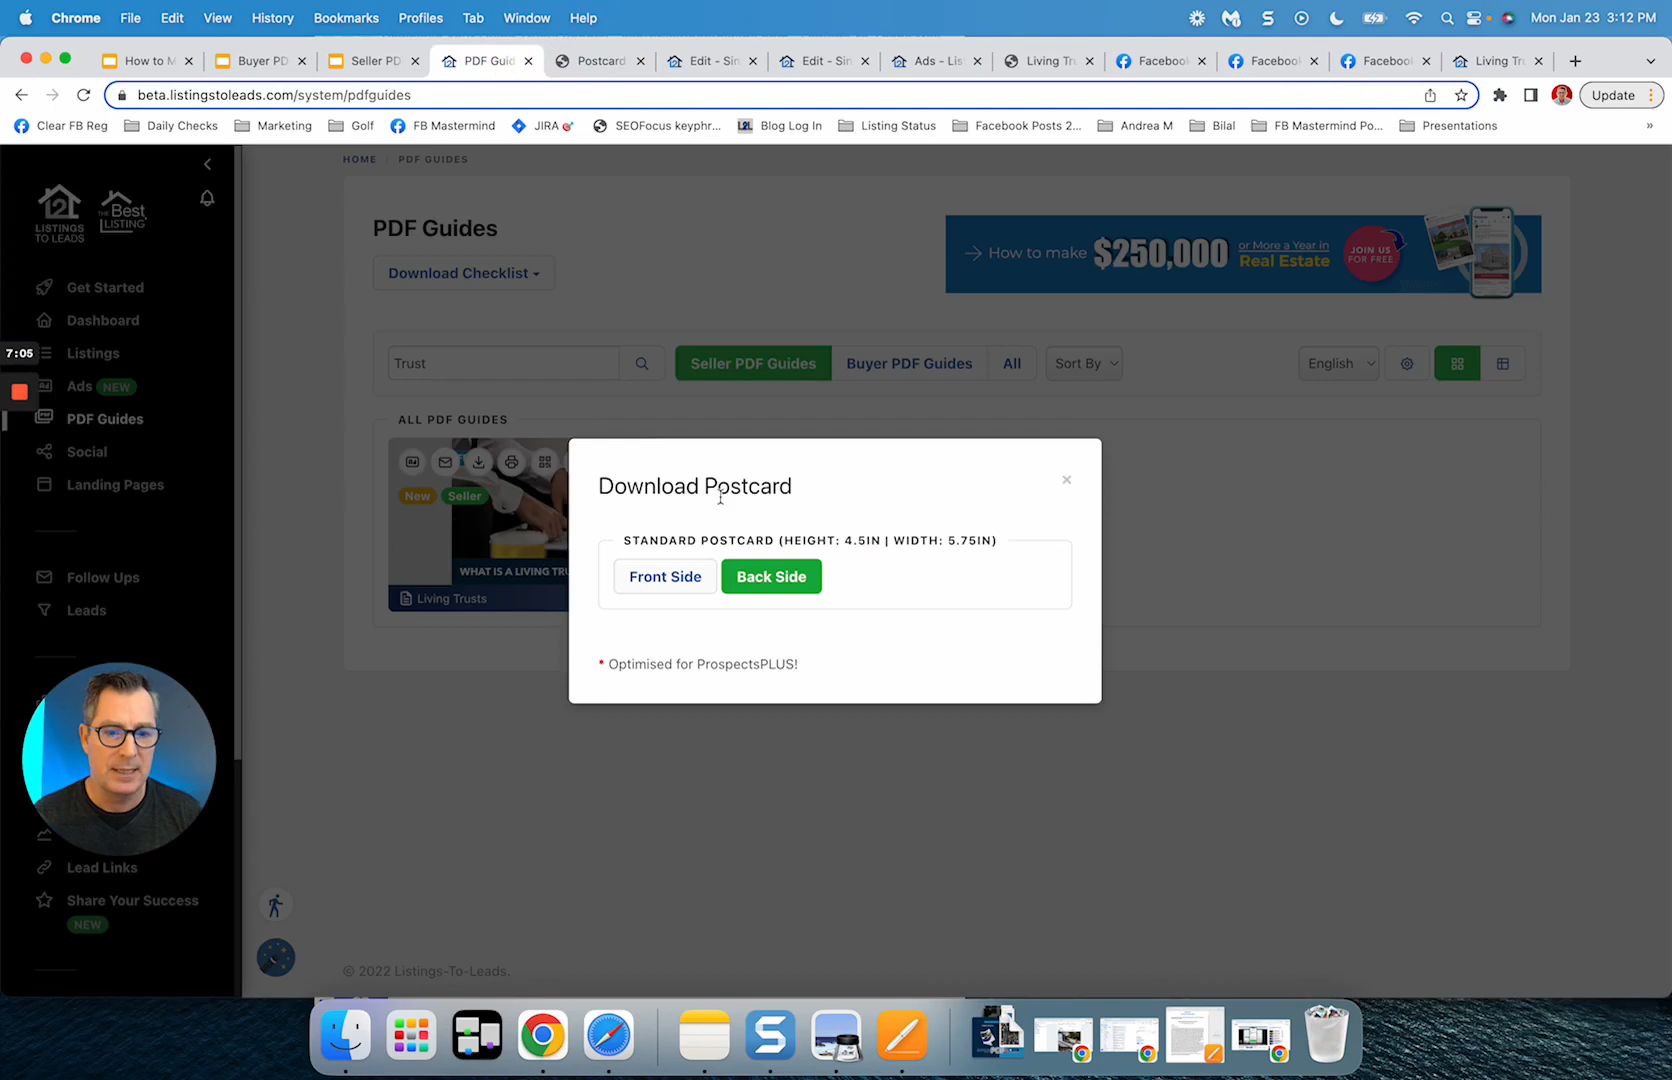 Chrome File Edit View History Bookmarks Profiles Tab Window Help
Mon Jan 23 3:12 PM
How to M
Buyer PD
Seller PD
PDF Guid
Postcard
Edit - Sin
Edit - Sin
Ads - Lis
Living Tr
Facebook
Facebook
Facebook
Living Tr
beta.listingstoleads.com/system/pdfguides
Update
Clear FB Reg
Daily Checks
Marketing
Golf
FB Mastermind
JIRA
SEOFocus keyphr...
Blog Log In
Listing Status
Facebook Posts 2...
Andrea M
Bilal
FB Mastermind Po...
Presentations
»
HOME / PDF GUIDES
L2L
LISTINGS
TO LEADS
THE
Best
LISTING
Get Started
Dashboard
7:05
Listings
Ads NEW
PDF Guides
Social
Landing Pages
Follow Ups
Leads
Lead Links
Share Your Success
NEW
PDF Guides
Download Checklist
How to make $250,000 or More a Year in Real Estate
JOIN US
FOR FREE
Trust
Seller PDF Guides
Buyer PDF Guides
All
Sort By
English
ALL PDF GUIDES
New Seller
WHAT IS A LIVING TRU
Living Trusts
Download Postcard
×
STANDARD POSTCARD (HEIGHT: 4.5IN | WIDTH: 5.75IN)
Front Side
Back Side
* Optimised for ProspectsPLUS!
© 2022 Listings-To-Leads.